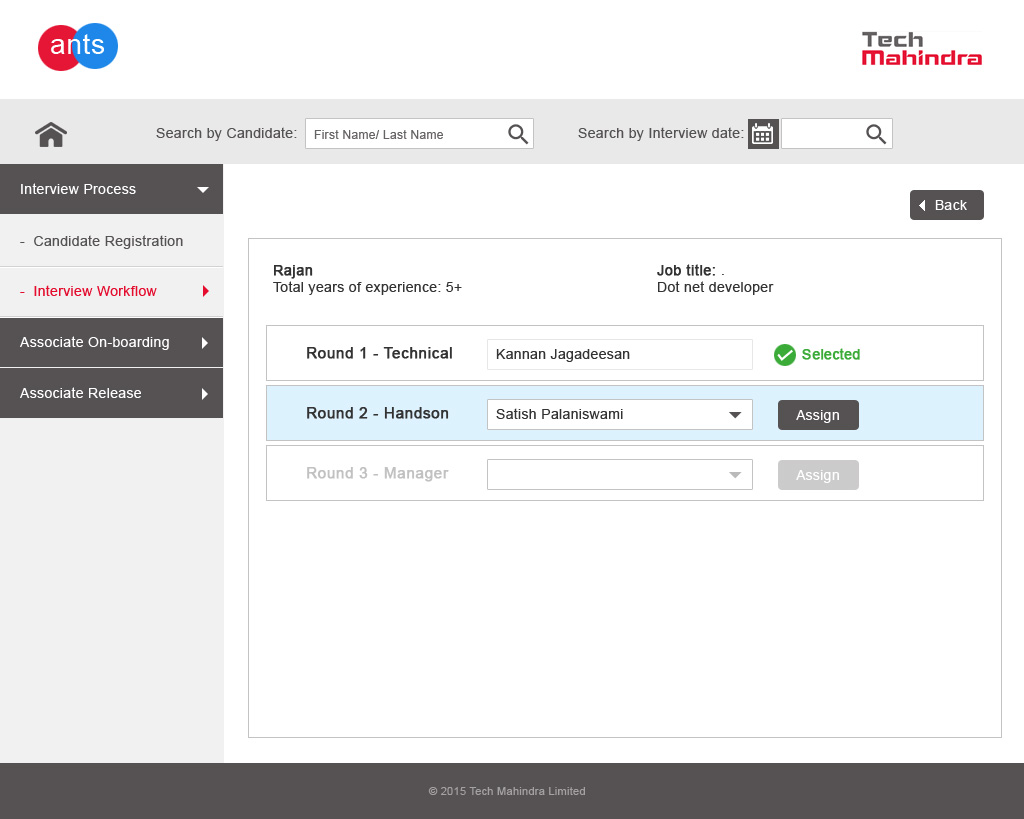 ants
Tech
Mahindra
Search by Candidate:
First Name/ Last Name
Search by Interview date:
Interview Process
- Candidate Registration
- Interview Workflow
Associate On-boarding
Associate Release
Back
Rajan
Total years of experience: 5+
Job title: .
Dot net developer
Round 1 - Technical
Kannan Jagadeesan
Selected
Round 2 - Handson
Satish Palaniswami
Assign
Round 3 - Manager
Assign
© 2015 Tech Mahindra Limited